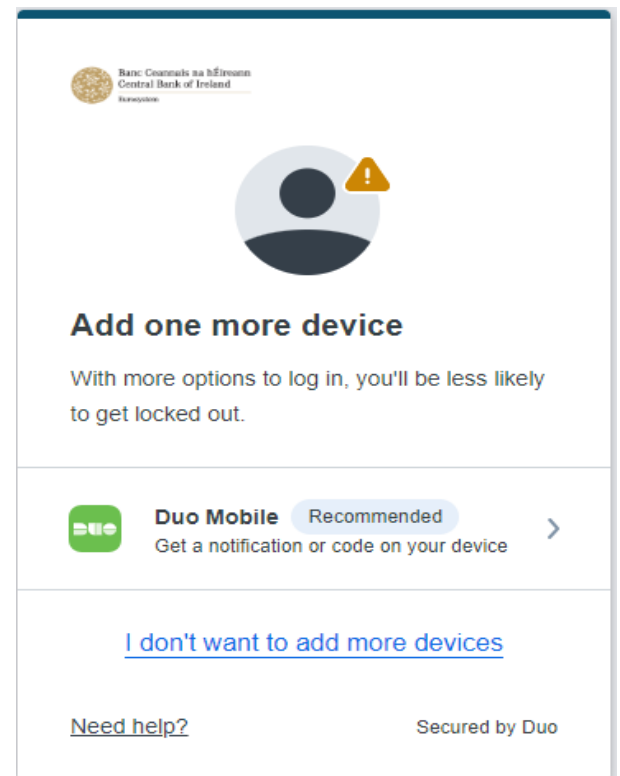 Banc Ceannais na hÉireann
Central Bank of Ireland
Eurosystem
Add one more device
With more options to log in, you'll be less likely
to get locked out.
DUO
Duo Mobile Recommended
Get a notification or code on your device
I don't want to add more devices
Need help? Secured by Duo